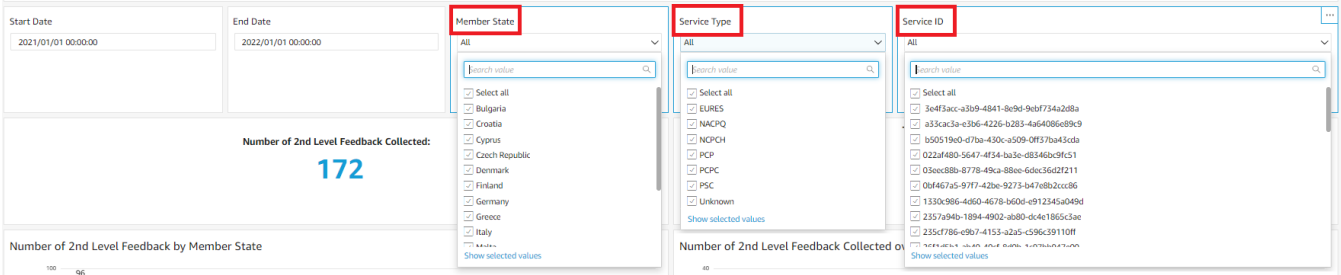 Start Date
2021/01/01 00:00:00
End Date
2022/01/01 00:00:00
Member State
All
Search value
Select all
Bulgaria
Croatia
Cyprus
Czech Republic
Denmark
Finland
Germany
Greece
Italy
Malta
Show selected values
Service Type
All
Search value
Select all
EURES
NACPQ
NCPCH
PCP
PCPC
PSC
Unknown
Show selected values
Service ID
All
Search value
Select all
3e4f3acc-a3b9-4841-8e9d-9ebf734a2d8a
a33cac3a-e3b6-4226-b283-4a64086e89c9
b50519e0-d7ba-430c-a509-0ff37ba43cda
022af480-5647-4f34-ba3e-d8346bc9fc51
03eec88b-8778-49ca-88ee-6dec36d2f211
0bf467a5-97f7-42be-9273-b47e8b2ccc86
1330c986-4d60-4678-b60d-e912345a049d
2357a94b-1894-4902-ab80-dc4e1865c3ae
235cf786-e9b7-4153-a2a5-c596c39110ff
Show selected values
Number of 2nd Level Feedback Collected:
172
Number of 2nd Level Feedback by Member State
100
96
Number of 2nd Level Feedback Collected ov
40